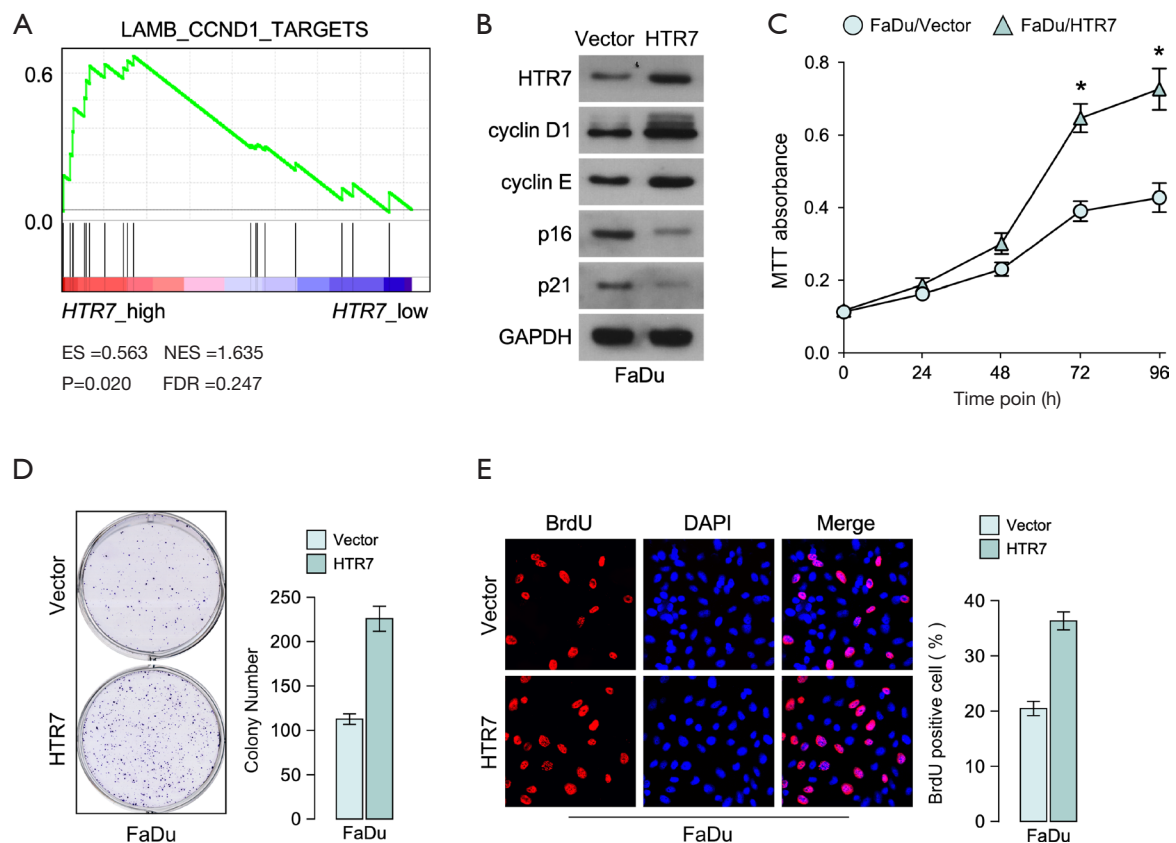 A
LAMB_CCND1_TARGETS
0.6
0.0
HTR7_high
HTR7_low
ES =0.563 NES =1.635
P=0.020 FDR =0.247
B
Vector HTR7
HTR7
cyclin D1
cyclin E
p16
p21
GAPDH
FaDu
C
FaDu/Vector
FaDu/HTR7
0.8
0.6
0.4
0.2
0.0
MTT absorbance
*
*
0 24 48 72 96
Time poin (h)
D
Vector
HTR7
FaDu
Vector
HTR7
250
200
150
100
50
0
Colony Number
FaDu
E
BrdU DAPI Merge
Vector
HTR7
FaDu
Vector
HTR7
40
30
20
10
0
BrdU positive cell ( % )
FaDu